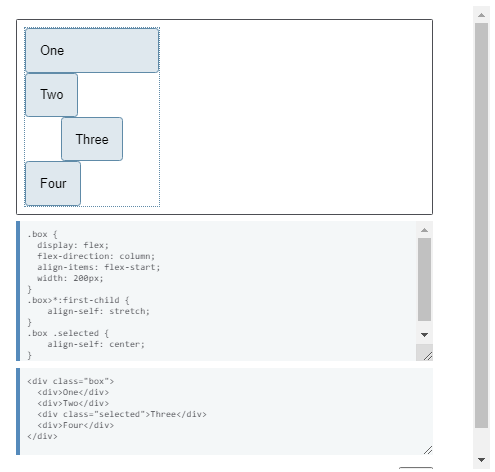 One
Two
Three
Four
.box {
  display: flex;
  flex-direction: column;
  align-items: flex-start;
  width: 200px;
}
.box>*:first-child {
    align-self: stretch;
}
.box .selected {
    align-self: center;
}
<div class="box">
  <div>One</div>
  <div>Two</div>
  <div class="selected">Three</div>
  <div>Four</div>
</div>